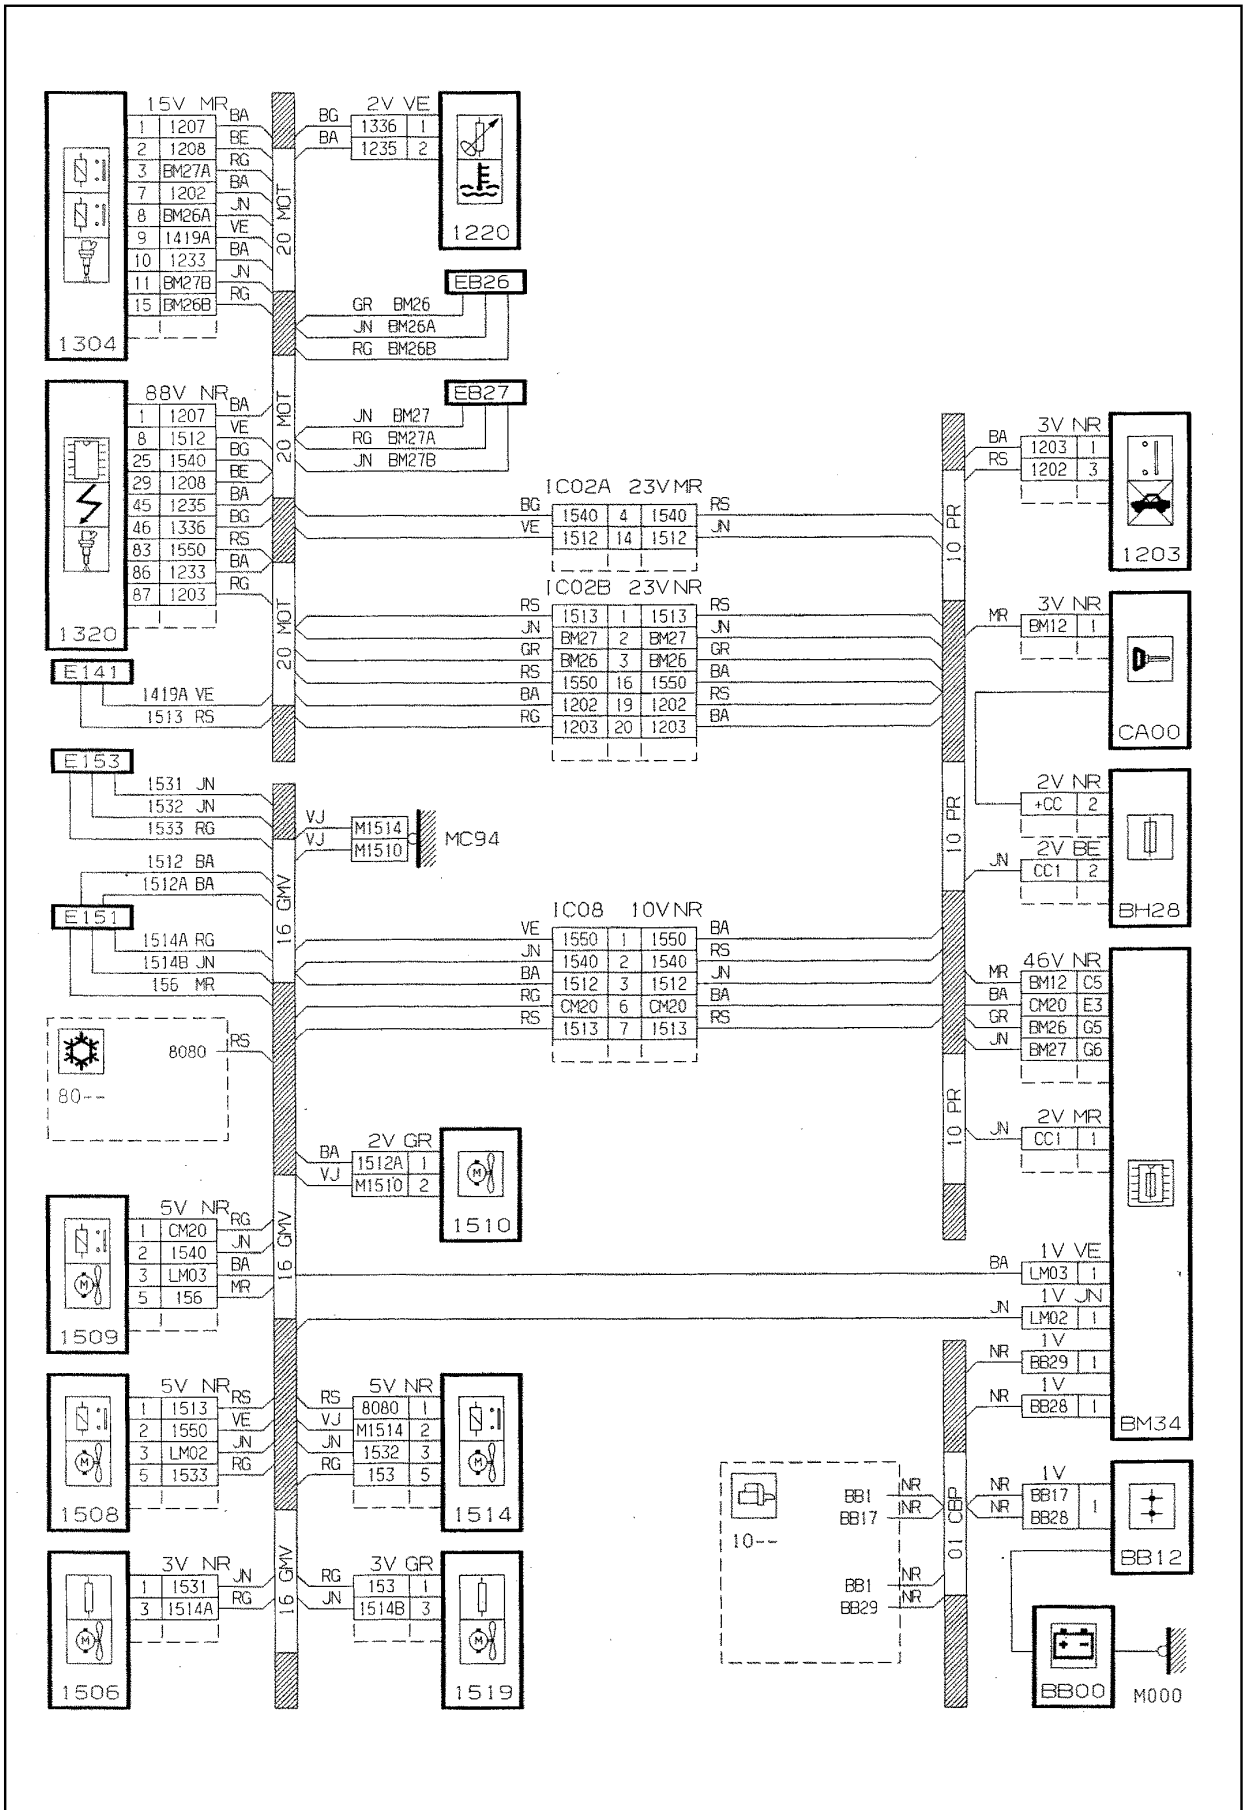 15V MR
1 1207 BA
2 1208 BE
3 BM27A RG
7 1202 BA
8 BM26A JN
9 1419A VE
10 1233 BA
11 BM27B JN
15 BM26B RG
1304
20 MOT
2V VE
BG 1336 1
BA 1235 2
1220
EB26
GR BM26
JN BM26A
RG BM26B
88V NR
1 1207 BA
8 1512 VE
25 1540 BG
29 1208 BE
45 1235 BA
46 1336 BG
83 1550 RS
86 1233 BA
87 1203 RG
1320
20 MOT
EB27
JN BM27
RG BM27A
JN BM27B
IC02A 23V MR
BG 1540 4 1540 RS
VE 1512 14 1512 JN
IC02B 23V NR
RS 1513 1 1513 RS
JN BM27 2 BM27 JN
GR BM26 3 BM26 GR
RS 1550 16 1550 BA
BA 1202 19 1202 RS
RG 1203 20 1203 BA
20 MOT
10 PR
3V NR
BA 1203 1
RS 1202 3
1203
3V NR
MR BM12 1
CA00
E141
1419A VE
1513 RS
E153
1531 JN
1532 JN
1533 RG
1512 BA
1512A BA
E151
1514A RG
1514B JN
156 MR
16 GMV
VJ M1514
VJ M1510
MC94
10 PR
2V NR
+CC 2
2V BE
JN CC1 2
BH28
IC08 10V NR
VE 1550 1 1550 BA
JN 1540 2 1540 RS
BA 1512 3 1512 JN
RG CM20 6 CM20 BA
RS 1513 7 1513 RS
46V NR
MR BM12 C5
BA CM20 E3
GR BM26 G5
JN BM27 G6
10 PR
2V MR
JN CC1 1
8080 RS
80--
2V GR
BA 1512A 1
VJ M1510 2
1510
5V NR
1 CM20 RG
2 1540 JN
3 LM03 BA
5 156 MR
1509
16 GMV
1V VE
BA LM03 1
1V JN
JN LM02 1
1V
NR BB29 1
1V
NR BB28 1
BM34
5V NR
1 1513 RS
2 1550 VE
3 LM02 JN
5 1533 RG
1508
5V NR
RS 8080 1
VJ M1514 2
JN 1532 3
RG 153 5
1514
10--
BB1 NR
BB17 NR
BB1 NR
BB29 NR
01 CBP
1V
NR BB17
NR BB28 1
BB12
3V NR
1 1531 JN
3 1514A RG
1506
16 GMV
3V GR
RG 153 1
JN 1514B 3
1519
BB00
M000